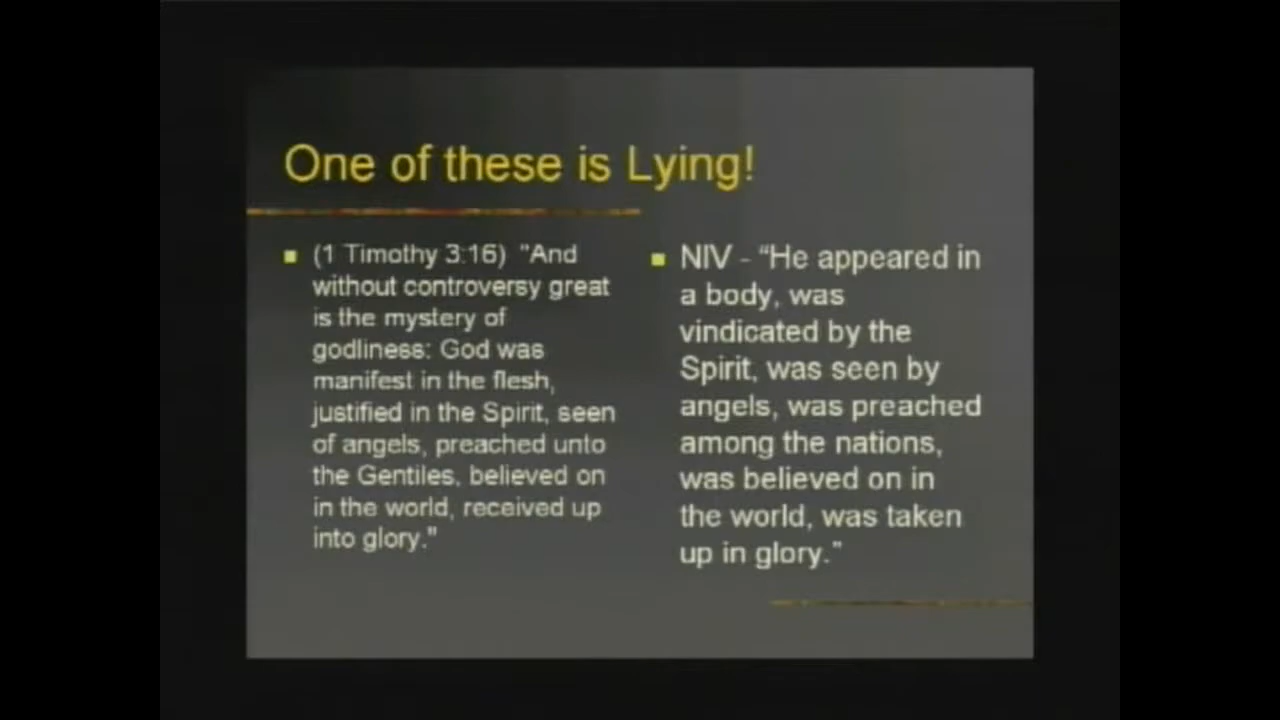 One of these is Lying!
(1 Timothy 3:16) "And
without controversy great
is the mystery of
godliness: God was
manifest in the flesh,
justified in the Spirit, seen
of angels, preached unto
the Gentiles, believed on
in the world, received up
into glory."
NIV - “He appeared in
a body, was
vindicated by the
Spirit, was seen by
angels, was preached
among the nations,
was believed on in
the world, was taken
up in glory.”